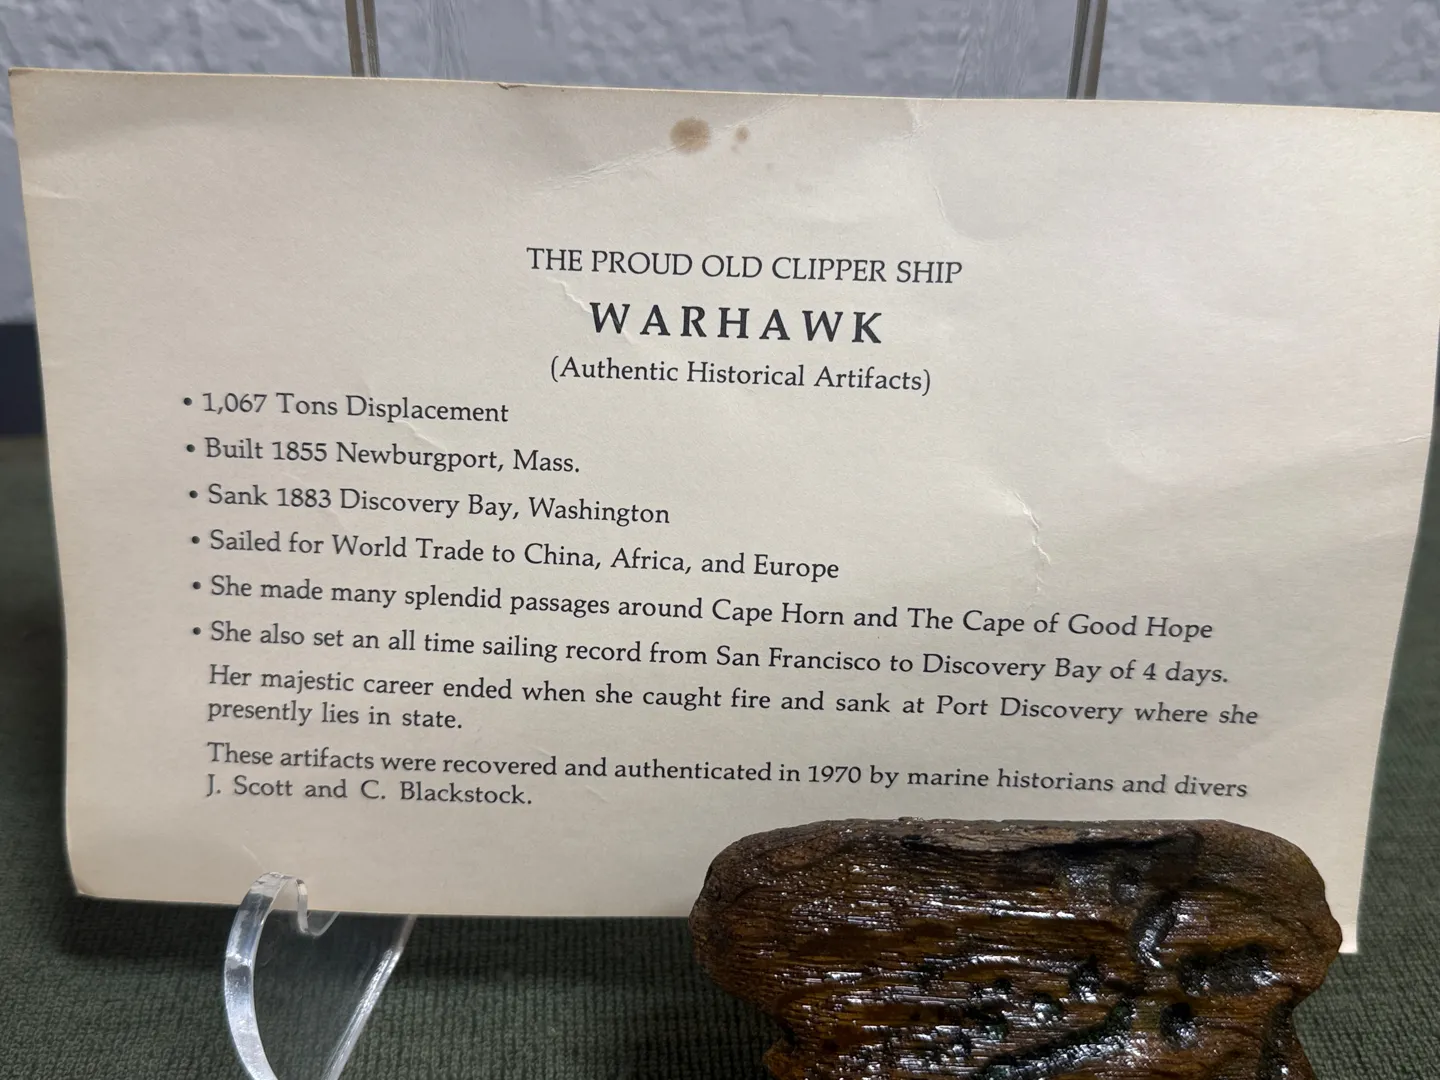 THE PROUD OLD CLIPPER SHIP
WARHAWK
(Authentic Historical Artifacts)
• 1,067 Tons Displacement
• Built 1855 Newburgport, Mass.
• Sank 1883 Discovery Bay, Washington
• Sailed for World Trade to China, Africa, and Europe
• She made many splendid passages around Cape Horn and The Cape of Good Hope
• She also set an all time sailing record from San Francisco to Discovery Bay of 4 days.
Her majestic career ended when she caught fire and sank at Port Discovery where she
presently lies in state.
These artifacts were recovered and authenticated in 1970 by marine historians and divers
J. Scott and C. Blackstock.